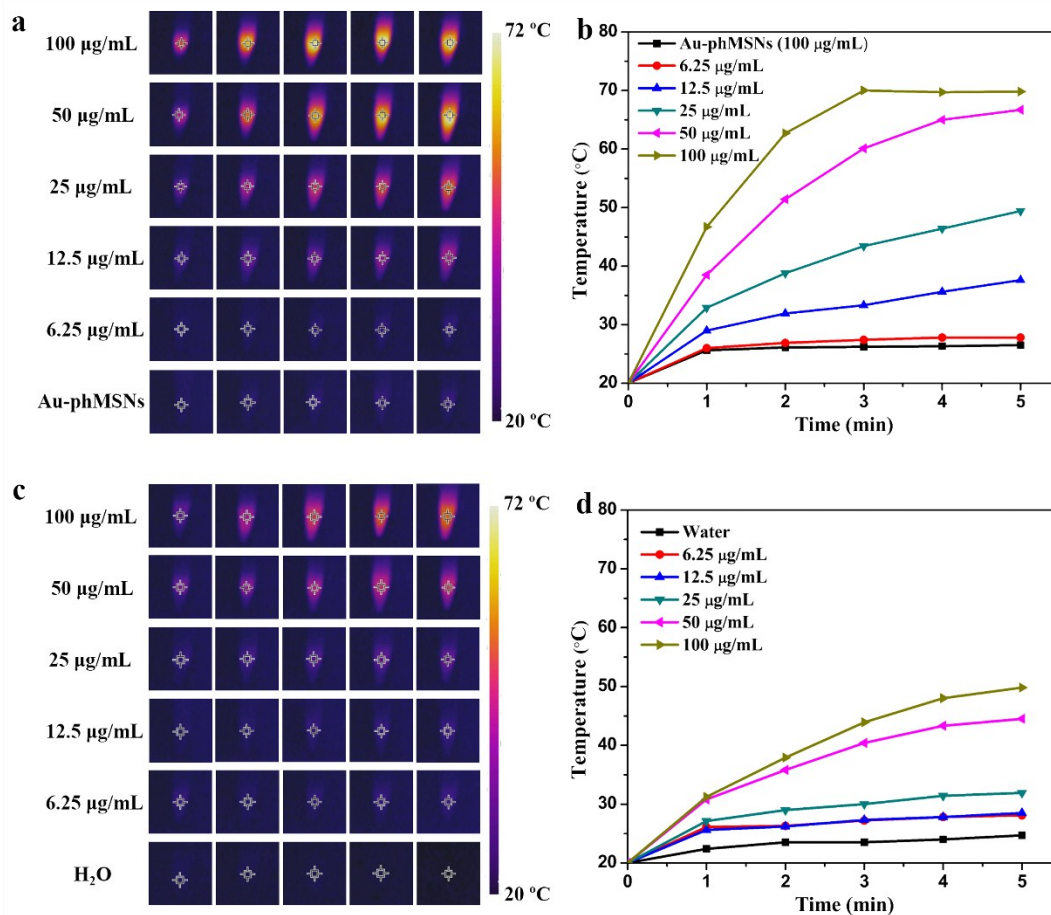 a
100 µg/mL
50 µg/mL
25 µg/mL
12.5 µg/mL
6.25 µg/mL
Au-phMSNs
72 ºC
20 ºC
b
Temperature (°C)
80
70
60
50
40
30
20
Au-phMSNs (100 µg/mL)
6.25 µg/mL
12.5 µg/mL
25 µg/mL
50 µg/mL
100 µg/mL
0 1 2 3 4 5
Time (min)
c
100 µg/mL
50 µg/mL
25 µg/mL
12.5 µg/mL
6.25 µg/mL
H₂O
72 ºC
20 ºC
d
Temperature (°C)
80
70
60
50
40
30
20
Water
6.25 µg/mL
12.5 µg/mL
25 µg/mL
50 µg/mL
100 µg/mL
0 1 2 3 4 5
Time (min)